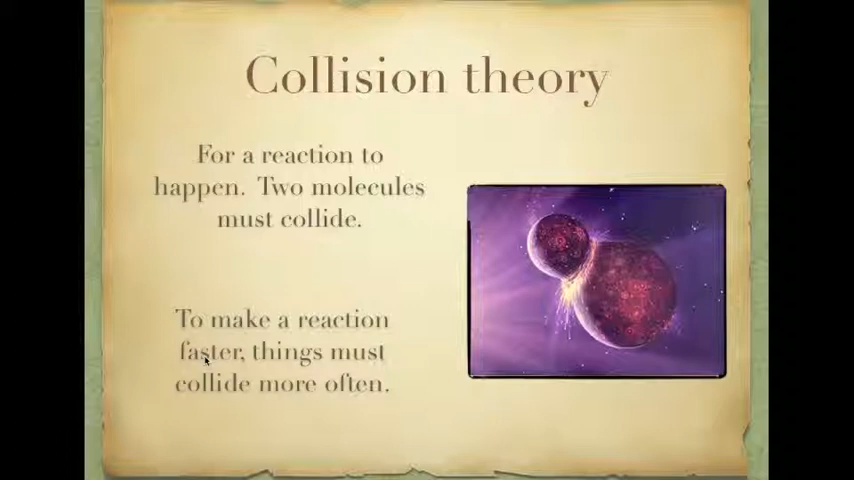 Collision theory
For a reaction to
happen.  Two molecules
must collide.
To make a reaction
faster, things must
collide more often.